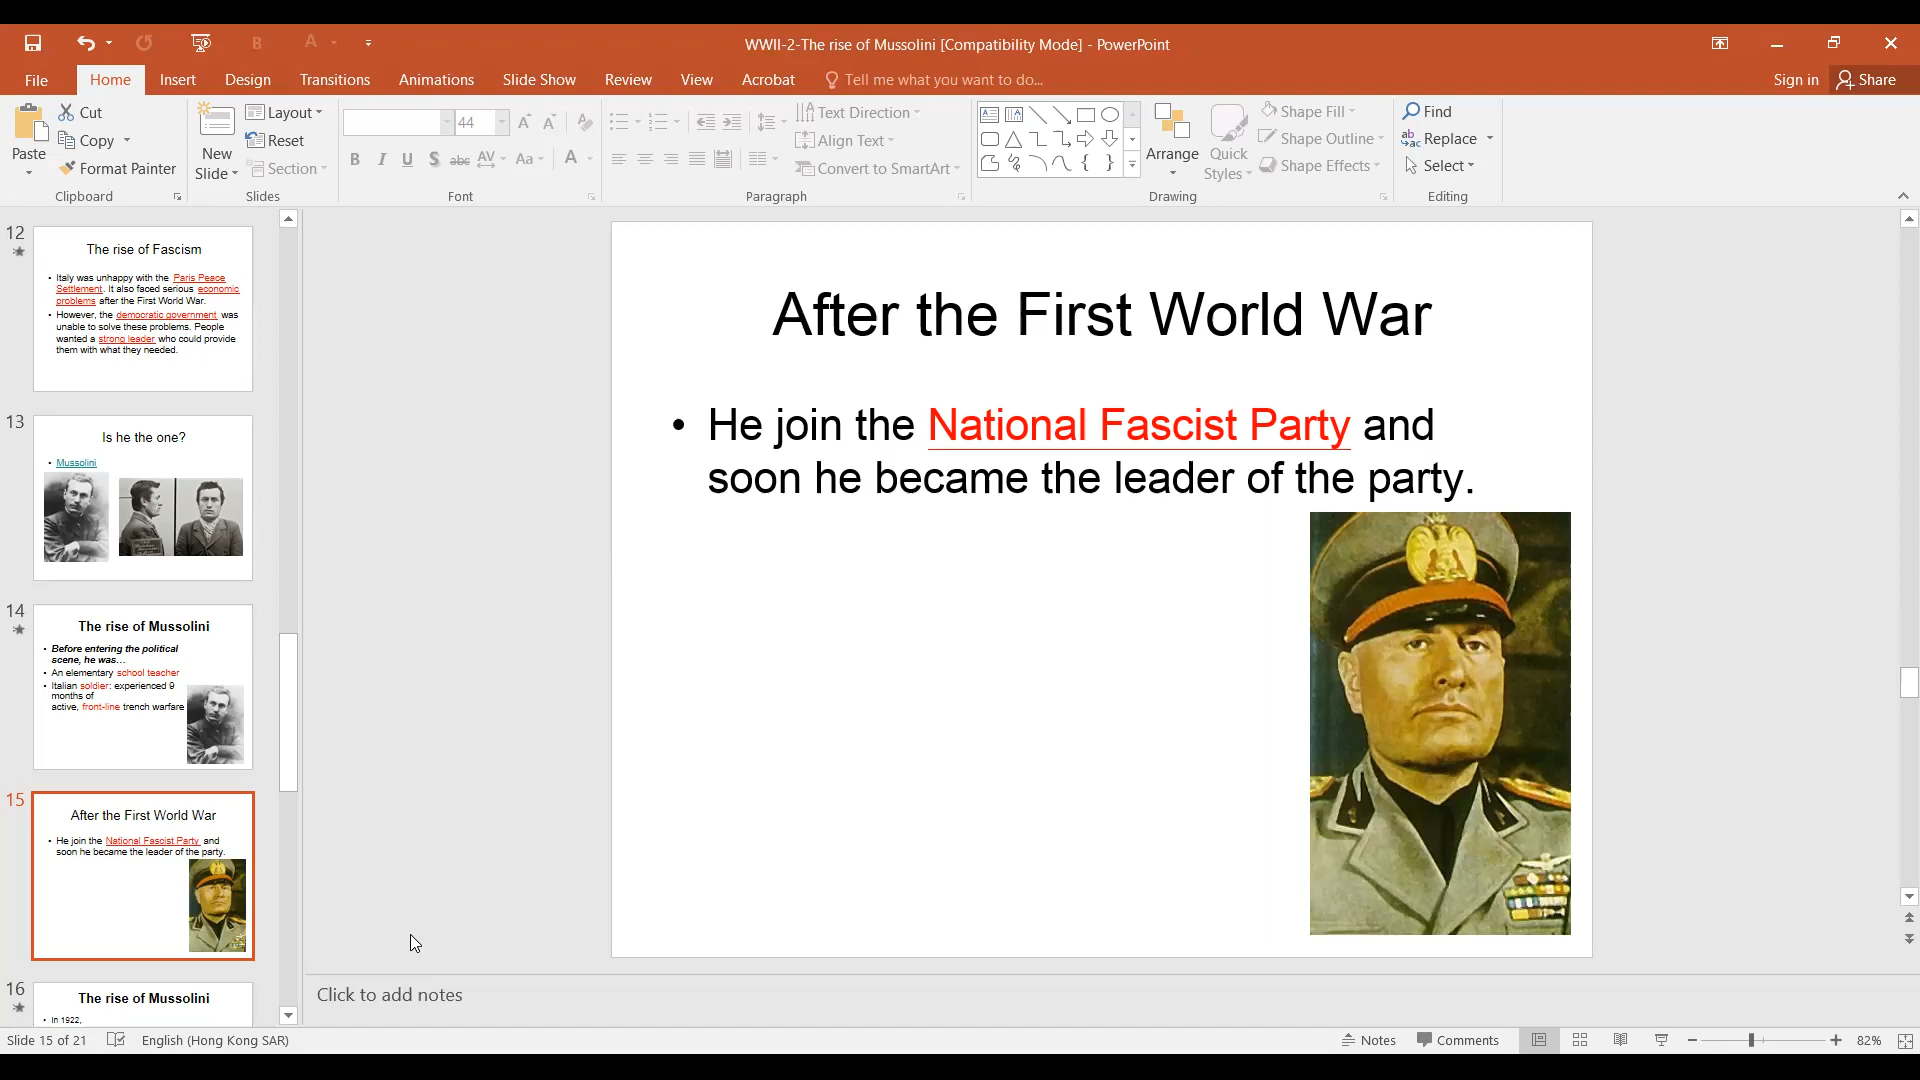 WWII-2-The rise of Mussolini [Compatibility Mode] - PowerPoint
File Home Insert Design Transitions Animations Slide Show Review View Acrobat Tell me what you want to do... Sign in Share
Paste
Cut
Copy
Format Painter
Clipboard
New
Slide
Layout
Reset
Section
Slides
44
B I U S abc AV Aa A
Font
Text Direction
Align Text
Convert to SmartArt
Paragraph
Arrange
Quick
Styles
Shape Fill
Shape Outline
Shape Effects
Drawing
Find
Replace
Select
Editing
12
The rise of Fascism
• Italy was unhappy with the Paris Peace
Settlement. It also faced serious economic
problems after the First World War.
• However, the democratic government was
unable to solve these problems. People
wanted a strong leader who could provide
them with what they needed.
13
Is he the one?
• Mussolini
14
The rise of Mussolini
• Before entering the political
scene, he was...
• An elementary school teacher
• Italian soldier: experienced 9
months of
active, front-line trench warfare
15
After the First World War
• He join the National Fascist Party and
soon he became the leader of the party.
16
The rise of Mussolini
• In 1922,
After the First World War
• He join the National Fascist Party and
soon he became the leader of the party.
Click to add notes
Slide 15 of 21 English (Hong Kong SAR) Notes Comments 82%